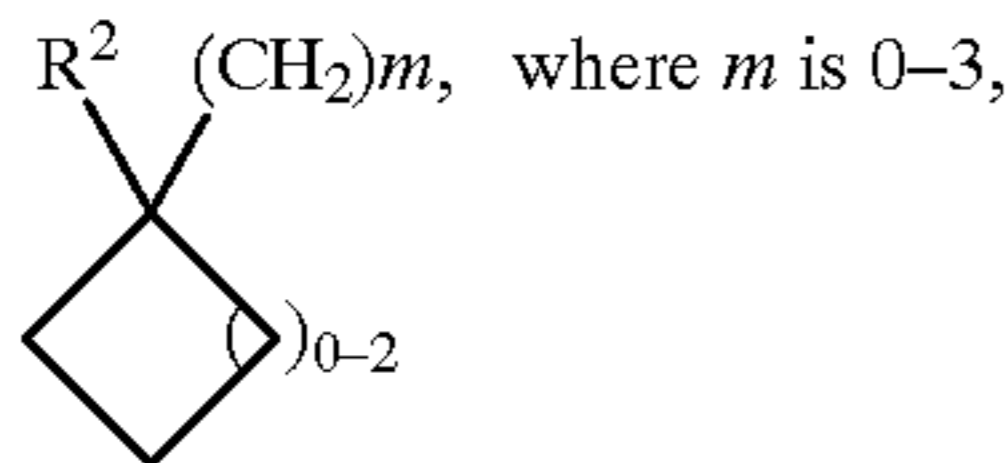 R² (CH₂)m, where m is 0–3,
( )₀₋₂